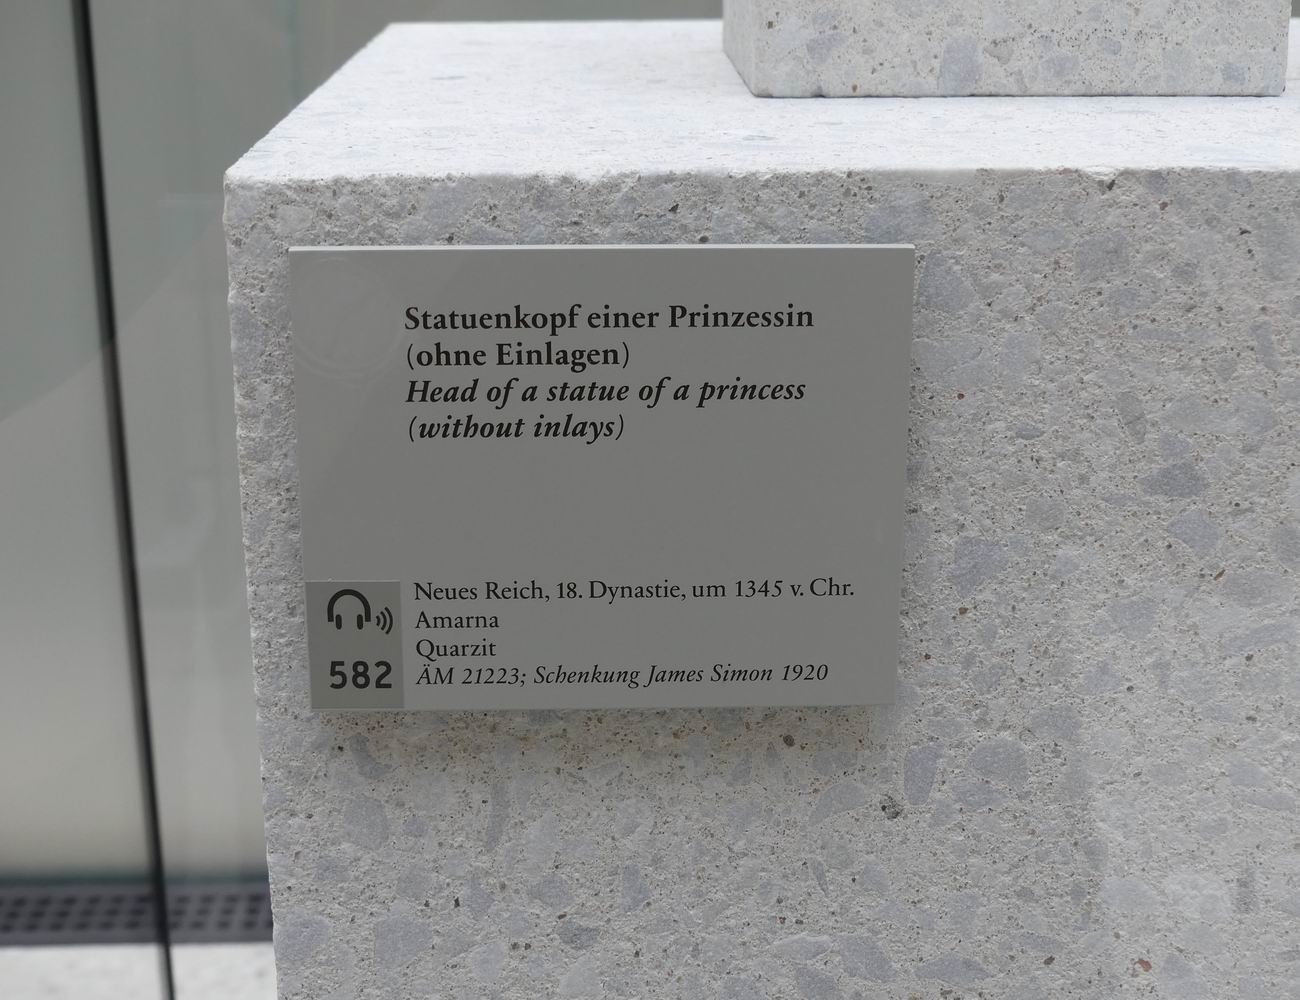 Statuenkopf einer Prinzessin
(ohne Einlagen)
Head of a statue of a princess
(without inlays)
Neues Reich, 18. Dynastie, um 1345 v. Chr.
Amarna
Quarzit
ÄM 21223; Schenkung James Simon 1920
582